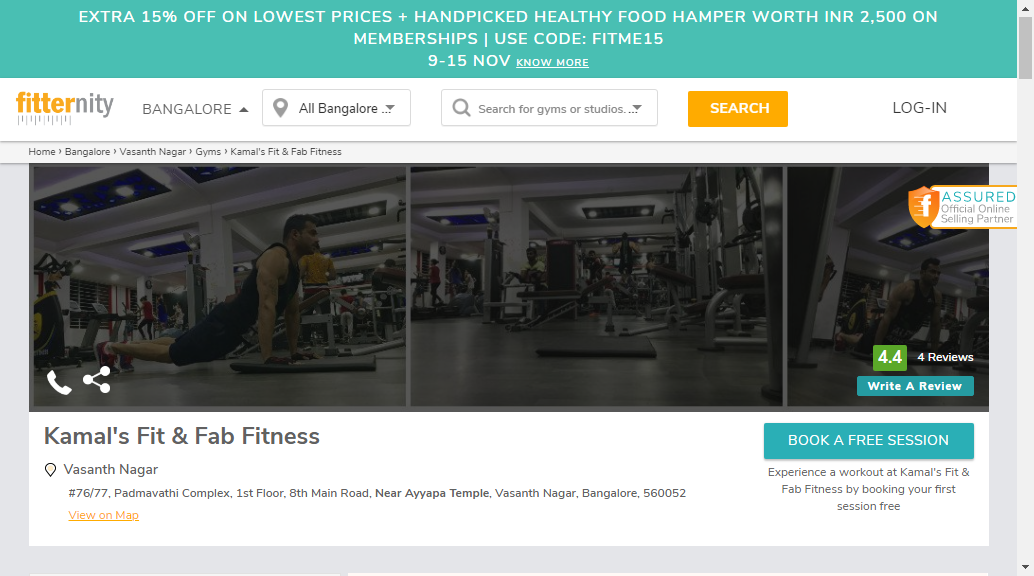 EXTRA 15% OFF ON LOWEST PRICES + HANDPICKED HEALTHY FOOD HAMPER WORTH INR 2,500 ON
MEMBERSHIPS | USE CODE: FITME15
9-15 NOV KNOW MORE
fitternity
BANGALORE
All Bangalore ...
Search for gyms or studios. ...
SEARCH
LOG-IN
Home › Bangalore › Vasanth Nagar › Gyms › Kamal's Fit & Fab Fitness
ASSURED
Official Online
Selling Partner
4.4 4 Reviews
Write A Review
Kamal's Fit & Fab Fitness
BOOK A FREE SESSION
Vasanth Nagar
Experience a workout at Kamal's Fit &
Fab Fitness by booking your first
session free
#76/77, Padmavathi Complex, 1st Floor, 8th Main Road, Near Ayyapa Temple, Vasanth Nagar, Bangalore, 560052
View on Map